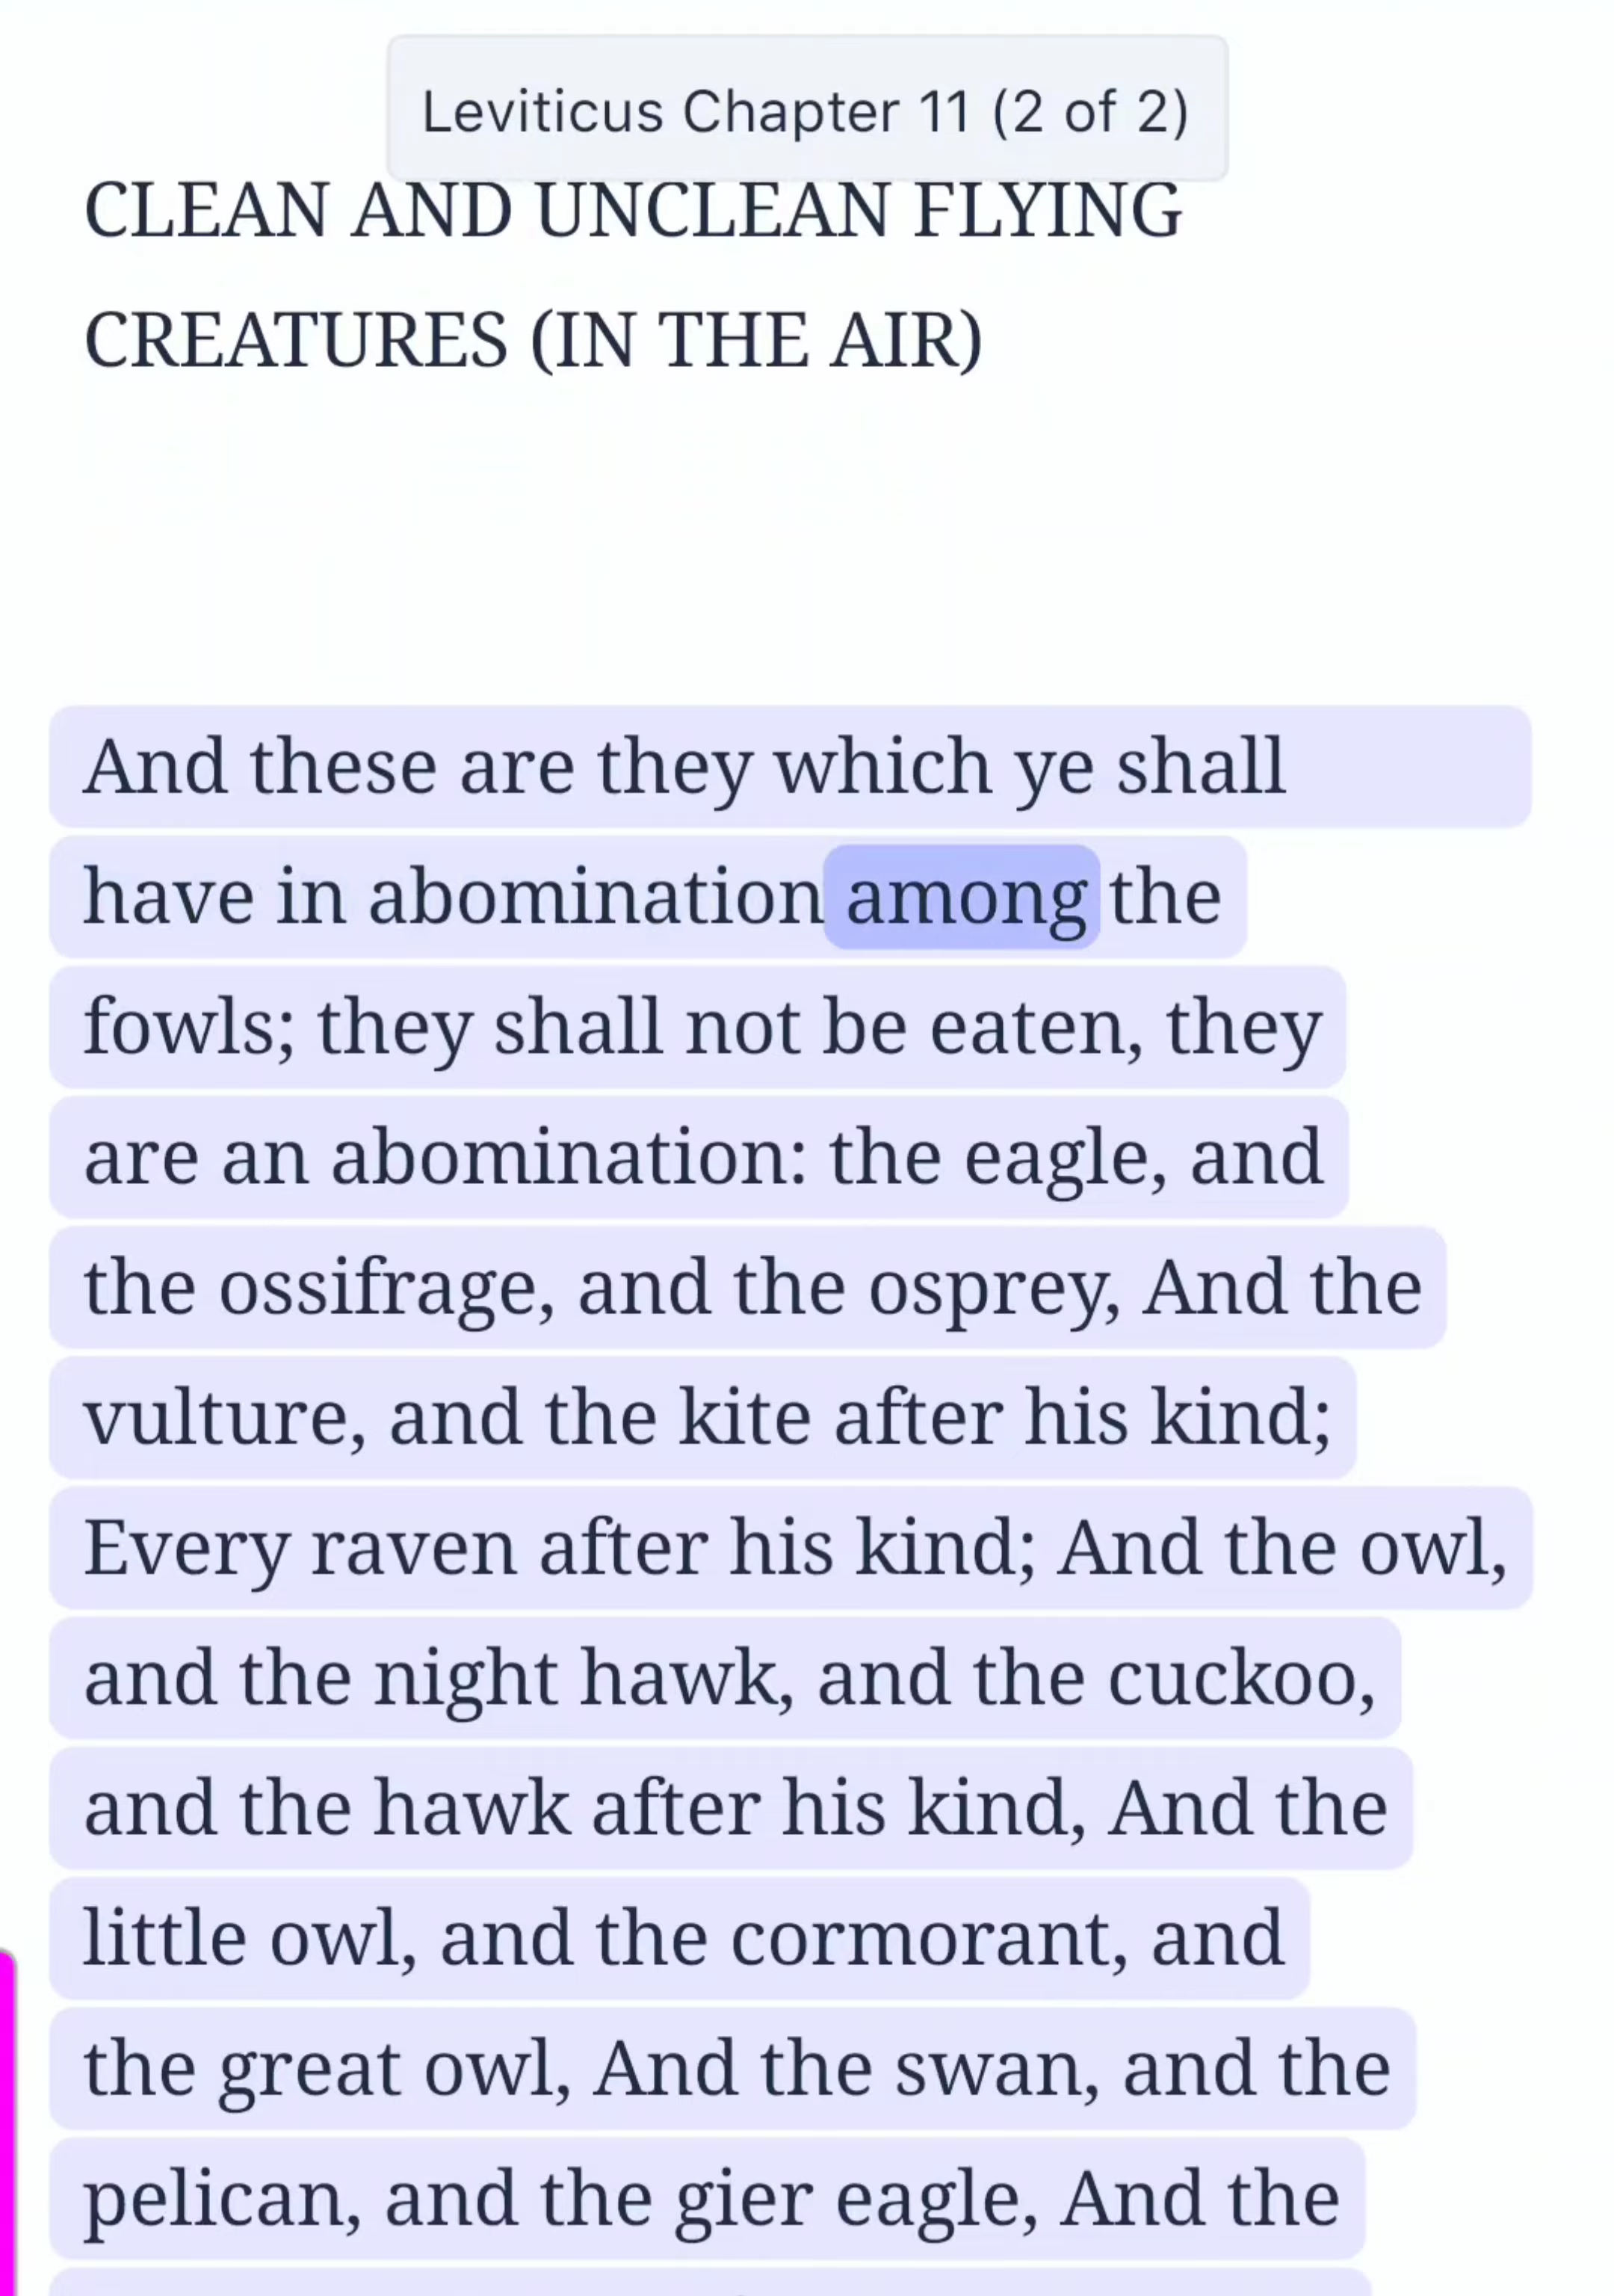 Leviticus Chapter 11 (2 of 2)
CLEAN AND UNCLEAN FLYING
CREATURES (IN THE AIR)
And these are they which ye shall
have in abomination among the
fowls; they shall not be eaten, they
are an abomination: the eagle, and
the ossifrage, and the osprey, And the
vulture, and the kite after his kind;
Every raven after his kind; And the owl,
and the night hawk, and the cuckoo,
and the hawk after his kind, And the
little owl, and the cormorant, and
the great owl, And the swan, and the
pelican, and the gier eagle, And the